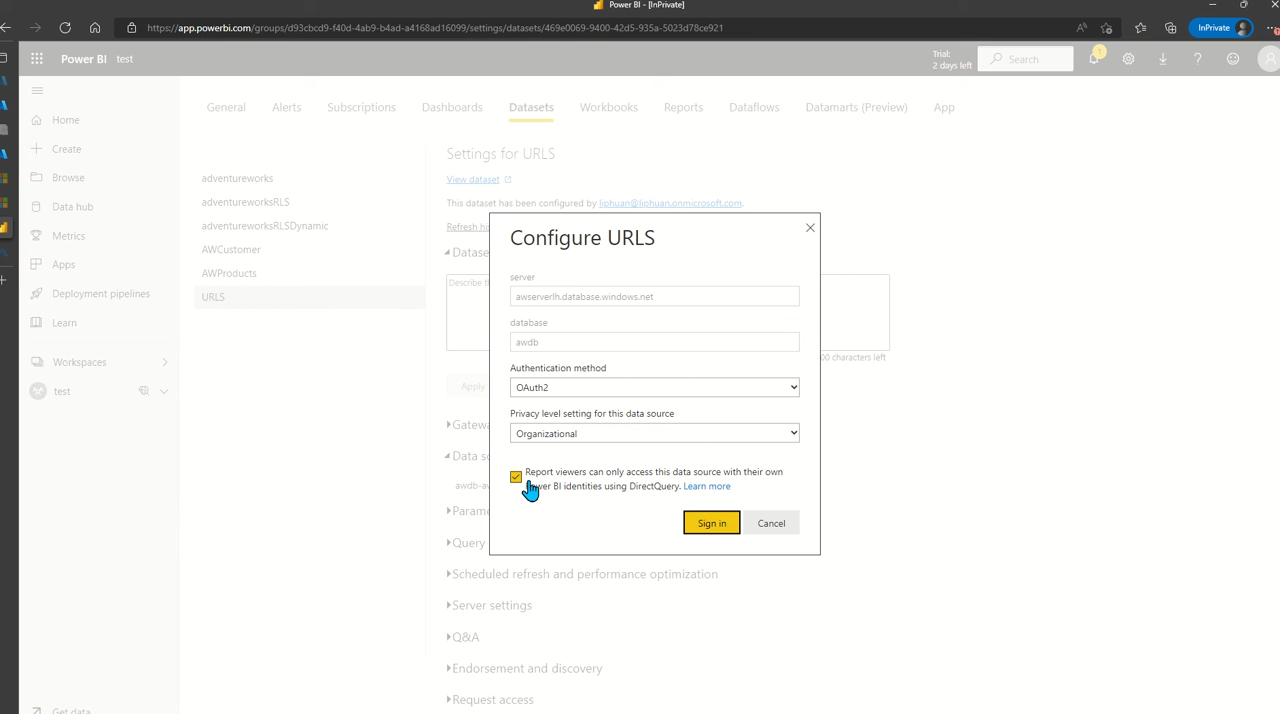 Power BI - [InPrivate]
https://app.powerbi.com/groups/d93cbcd9-f40d-4ab9-b4ad-a4168ad16099/settings/datasets/469e0069-9400-42d5-935a-5023d78ce921
InPrivate
Power BI test
Trial:
2 days left
Search
1
General Alerts Subscriptions Dashboards Datasets Workbooks Reports Dataflows Datamarts (Preview) App
Home
Create
Browse
Data hub
Metrics
Apps
Deployment pipelines
Learn
Workspaces
test
Get data
adventureworks
adventureworksRLS
adventureworksRLSDynamic
AWCustomer
AWProducts
URLS
Settings for URLS
View dataset
This dataset has been configured by liphuan@liphuan.onmicrosoft.com.
Refresh
Describe
characters left
Apply
Query
Scheduled refresh and performance optimization
Server settings
Q&A
Endorsement and discovery
Request access
Configure URLS
server
awserverlh.database.windows.net
database
awdb
Authentication method
OAuth2
Privacy level setting for this data source
Organizational
Report viewers can only access this data source with their own
Power BI identities using DirectQuery. Learn more
Sign in
Cancel